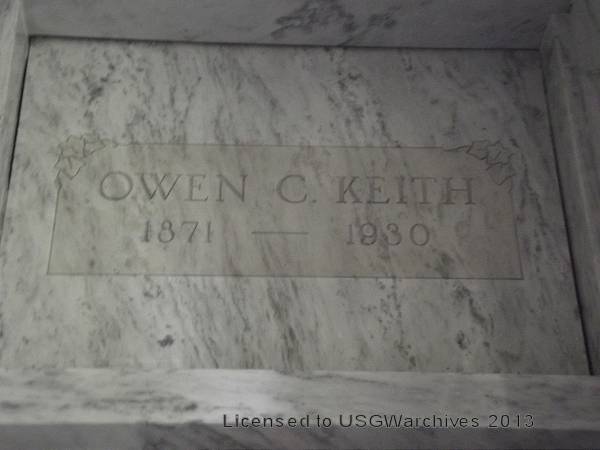 OWEN C. KEITH
1871 — 1930
Licensed to USGWarchives 2013